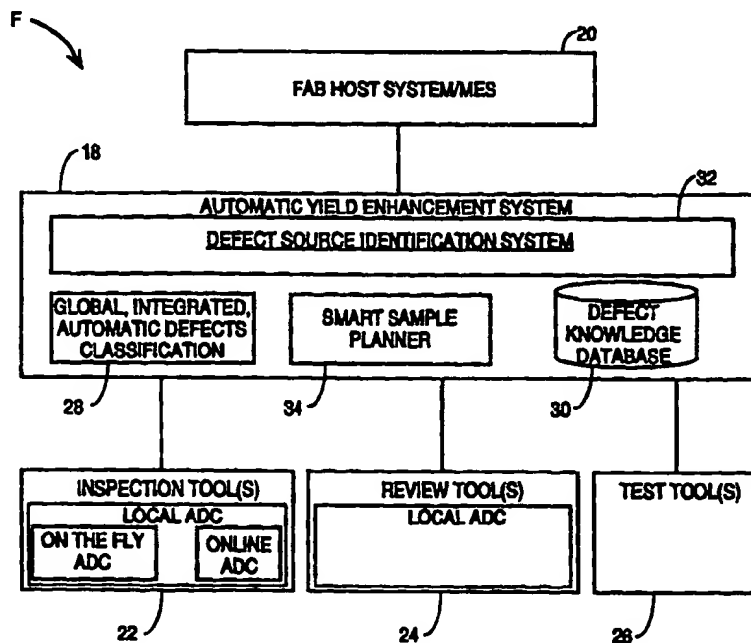 F
20
FAB HOST SYSTEM/MES
18
32
AUTOMATIC YIELD ENHANCEMENT SYSTEM
DEFECT SOURCE IDENTIFICATION SYSTEM
GLOBAL, INTEGRATED,
AUTOMATIC DEFECTS
CLASSIFICATION
SMART SAMPLE
PLANNER
DEFECT
KNOWLEDGE
DATABASE
28
34
30
INSPECTION TOOL(S)
LOCAL ADC
ON THE FLY
ADC
ONLINE
ADC
REVIEW TOOL(S)
LOCAL ADC
TEST TOOL(S)
22
24
26